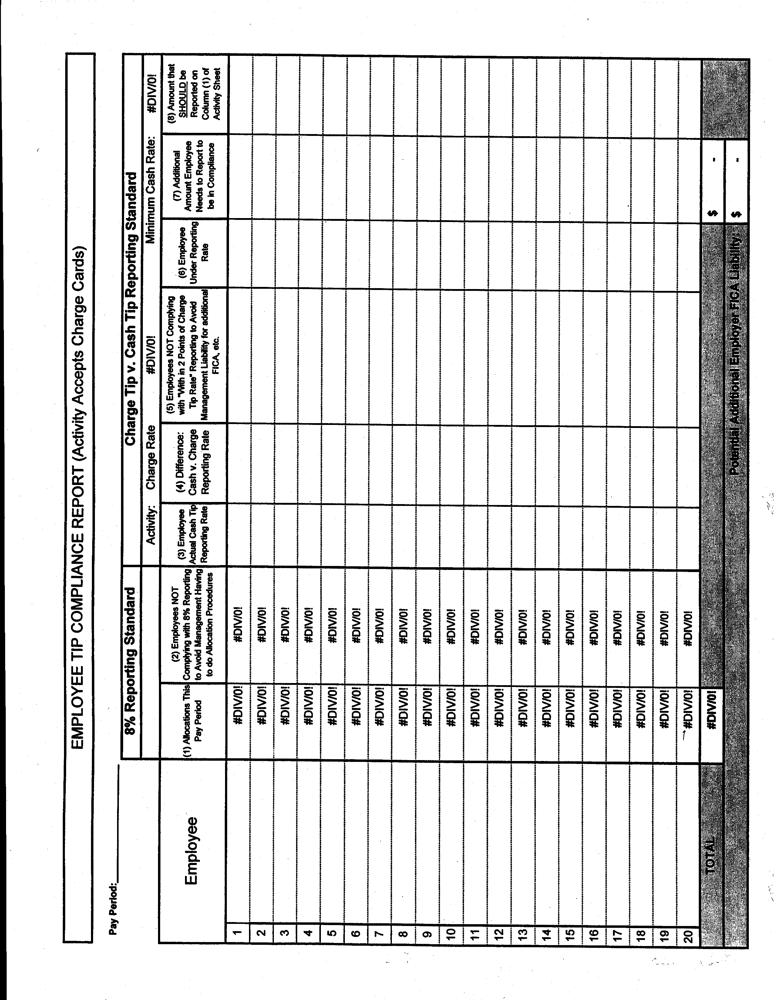 EMPLOYEE TIP COMPLIANCE REPORT (Activity Accepts Charge Cards)
Pay Period:
8% Reporting Standard
Charge Tip v. Cash Tip Reporting Standard
Activity: Charge Rate #DIV/0! Minimum Cash Rate: #DIV/0!
Employee
(1) Allocations This
Pay Period
(2) Employees NOT
Complying with 8% Reporting
to Avoid Management Having
to do Allocation Procedures
(3) Employee
Actual Cash Tip
Reporting Rate
(4) Difference:
Cash v. Charge
Reporting Rate
(5) Employees NOT Complying
with "With in 2 Points of Charge
Tip Rate" Reporting to Avoid
Management Liability for additional
FICA, etc.
(6) Employee
Under Reporting
Rate
(7) Additional
Amount Employee
Needs to Report to
be in Compliance
(8) Amount that
SHOULD be
Reported on
Column (1) of
Activity Sheet
1 #DIV/0! #DIV/0!
2 #DIV/0! #DIV/0!
3 #DIV/0! #DIV/0!
4 #DIV/0! #DIV/0!
5 #DIV/0! #DIV/0!
6 #DIV/0! #DIV/0!
7 #DIV/0! #DIV/0!
8 #DIV/0! #DIV/0!
9 #DIV/0! #DIV/0!
10 #DIV/0! #DIV/0!
11 #DIV/0! #DIV/0!
12 #DIV/0! #DIV/0!
13 #DIV/0! #DIV/0!
14 #DIV/0! #DIV/0!
15 #DIV/0! #DIV/0!
16 #DIV/0! #DIV/0!
17 #DIV/0! #DIV/0!
18 #DIV/0! #DIV/0!
19 #DIV/0! #DIV/0!
20 #DIV/0! #DIV/0!
TOTAL #DIV/0! $ -
Potential Additional Employer FICA Liability: $ -